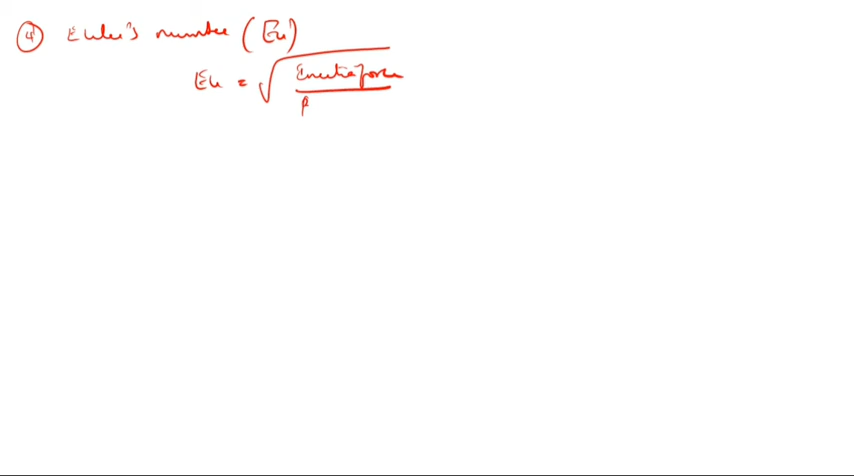 ④ Euler's number (Eu)
Eu = √ Inertia force
p